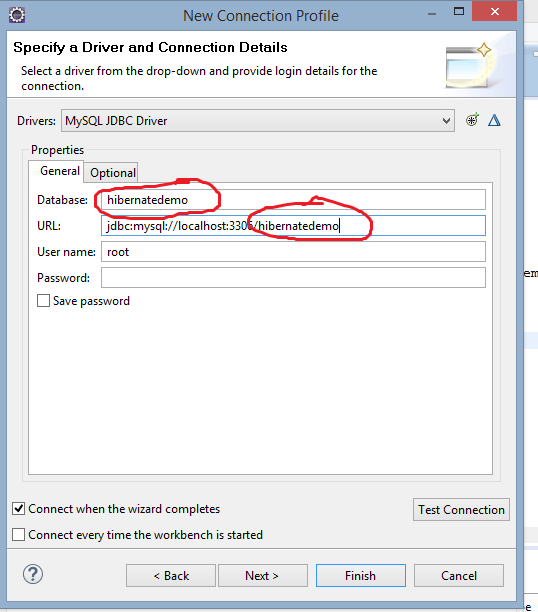 New Connection Profile
Specify a Driver and Connection Details
Select a driver from the drop-down and provide login details for the
connection.
Drivers: MySQL JDBC Driver
Properties
General Optional
Database: hibernatedemo
URL: jdbc:mysql://localhost:3306/hibernatedemo
User name: root
Password:
Save password
Connect when the wizard completes
Test Connection
Connect every time the workbench is started
? < Back Next > Finish Cancel